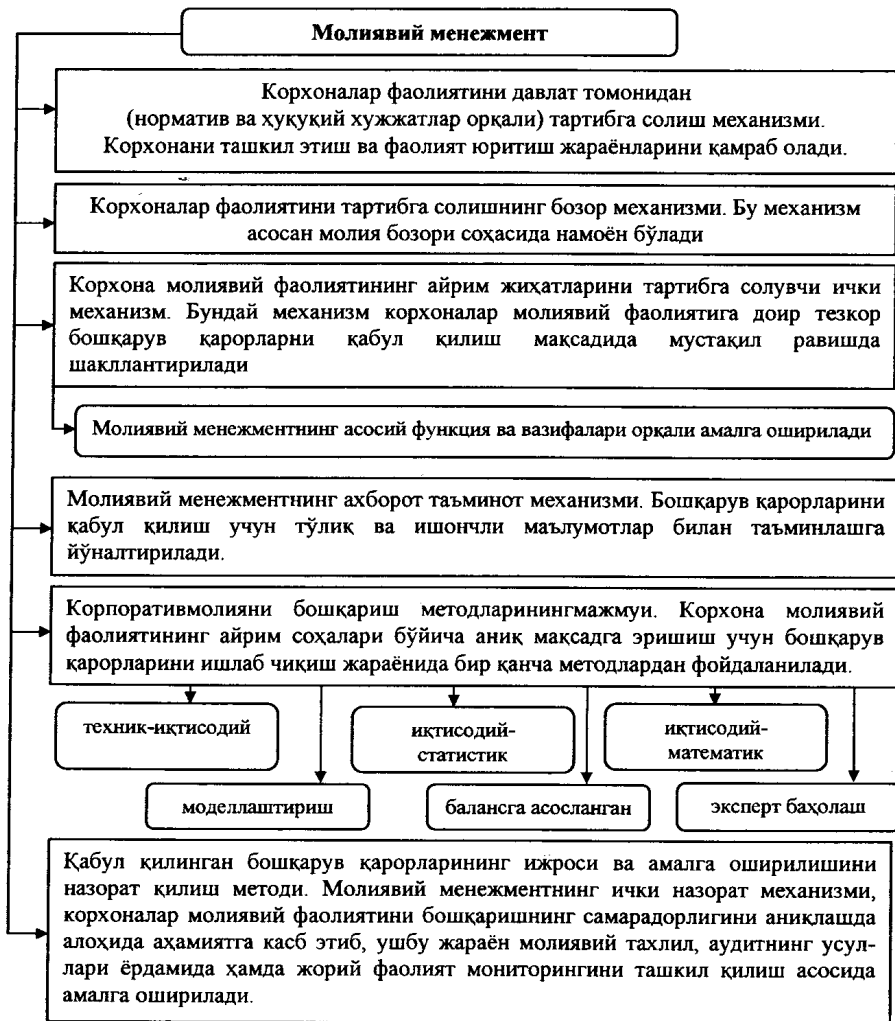 Молиявий менежмент
Корхоналар фаолиятини давлат томонидан
(норматив ва ҳуқуқий хужжатлар орқали) тартибга солиш механизми.
Корхонани ташкил этиш ва фаолият юритиш жараёнларини қамраб олади.
Корхоналар фаолиятини тартибга солишнинг бозор механизми. Бу механизм
асосан молия бозори соҳасида намоён бўлади
Корхона молиявий фаолиятининг айрим жиҳатларини тартибга солувчи ички
механизм. Бундай механизм корхоналар молиявий фаолиятига доир тезкор
бошқарув қарорларни қабул қилиш мақсадида мустақил равишда
шакллантирилади
Молиявий менежментнинг асосий функция ва вазифалари орқали амалга оширилади
Молиявий менежментнинг ахборот таъминот механизми. Бошқарув қарорларини
қабул қилиш учун тўлиқ ва ишончли маълумотлар билан таъминлашга
йўналтирилади.
Корпоративмолияни бошқариш методларинингмажмуи. Корхона молиявий
фаолиятининг айрим соҳалари бўйича аниқ мақсадга эришиш учун бошқарув
қарорларини ишлаб чиқиш жараёнида бир қанча методлардан фойдаланилади.
техник-иқтисодий
иқтисодий-
статистик
иқтисодий-
математик
моделлаштириш
балансга асосланган
эксперт баҳолаш
Қабул қилинган бошқарув қарорларининг ижроси ва амалга оширилишини
назорат қилиш методи. Молиявий менежментнинг ички назорат механизми,
корхоналар молиявий фаолиятини бошқаришнинг самарадорлигини аниқлашда
алоҳида аҳамиятга касб этиб, ушбу жараён молиявий тахлил, аудитнинг усул-
лари ёрдамида ҳамда жорий фаолият мониторингини ташкил қилиш асосида
амалга оширилади.